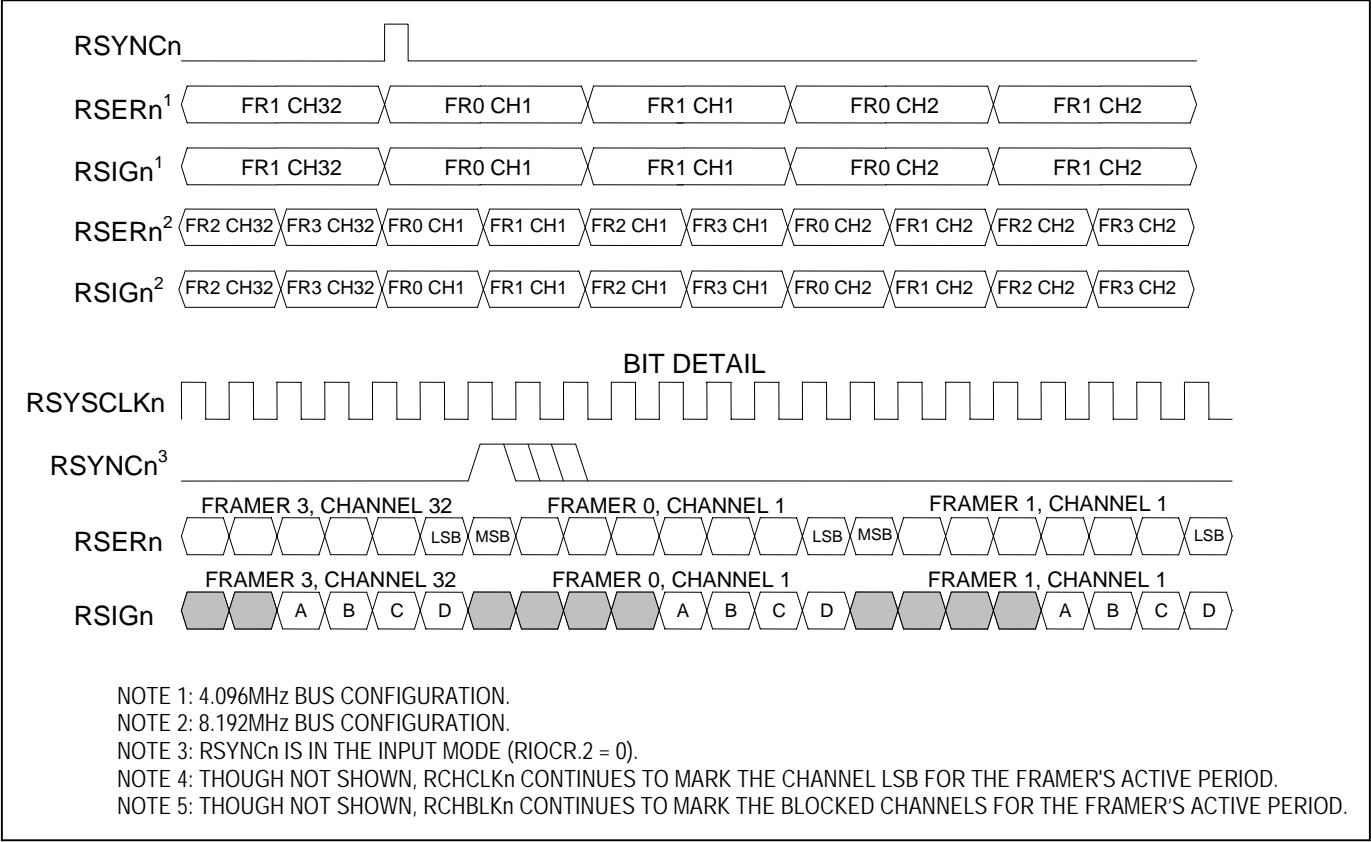 RSYNCn
RSERn1 FR1 CH32 FR0 CH1 FR1 CH1 FR0 CH2 FR1 CH2
RSIGn1 FR1 CH32 FR0 CH1 FR1 CH1 FR0 CH2 FR1 CH2
RSERn2 FR2 CH32 FR3 CH32 FR0 CH1 FR1 CH1 FR2 CH1 FR3 CH1 FR0 CH2 FR1 CH2 FR2 CH2 FR3 CH2
RSIGn2 FR2 CH32 FR3 CH32 FR0 CH1 FR1 CH1 FR2 CH1 FR3 CH1 FR0 CH2 FR1 CH2 FR2 CH2 FR3 CH2
BIT DETAIL
RSYSCLKn
RSYNCn3
FRAMER 3, CHANNEL 32 FRAMER 0, CHANNEL 1 FRAMER 1, CHANNEL 1
RSERn LSB MSB LSB MSB LSB
FRAMER 3, CHANNEL 32 FRAMER 0, CHANNEL 1 FRAMER 1, CHANNEL 1
RSIGn A B C D A B C D A B C D
NOTE 1: 4.096MHz BUS CONFIGURATION.
NOTE 2: 8.192MHz BUS CONFIGURATION.
NOTE 3: RSYNCn IS IN THE INPUT MODE (RIOCR.2 = 0).
NOTE 4: THOUGH NOT SHOWN, RCHCLKn CONTINUES TO MARK THE CHANNEL LSB FOR THE FRAMER'S ACTIVE PERIOD.
NOTE 5: THOUGH NOT SHOWN, RCHBLKn CONTINUES TO MARK THE BLOCKED CHANNELS FOR THE FRAMER’S ACTIVE PERIOD.